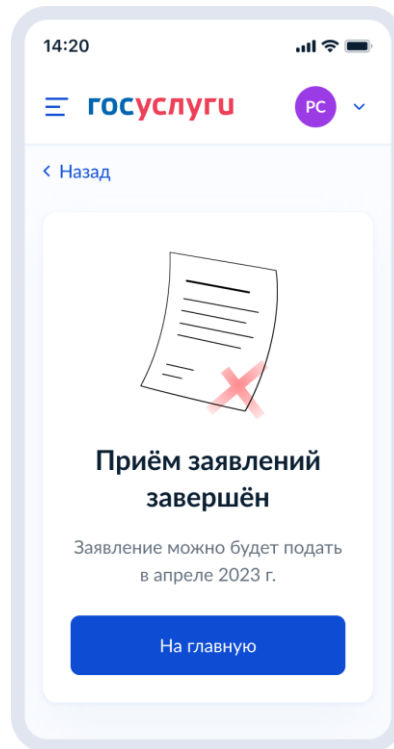 14:20
госуслуги
РС
Назад
Приём заявлений
завершён
Заявление можно будет подать
в апреле 2023 г.
На главную